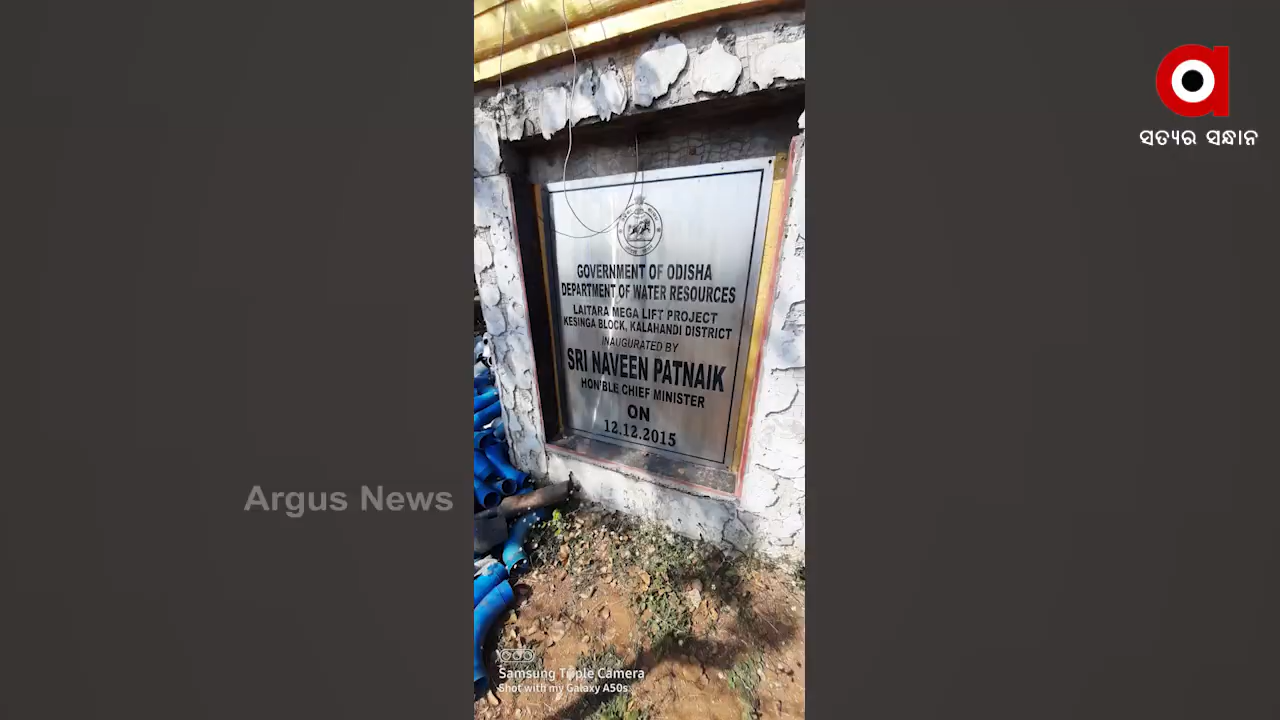 ସତ୍ୟର ସନ୍ଧାନ
GOVERNMENT OF ODISHA
DEPARTMENT OF WATER RESOURCES
LAITARA MEGA LIFT PROJECT
KESINGA BLOCK, KALAHANDI DISTRICT
INAUGURATED BY
SRI NAVEEN PATNAIK
HON'BLE CHIEF MINISTER
ON
12.12.2015
Argus News
Samsung Triple Camera
Shot with my Galaxy A50s